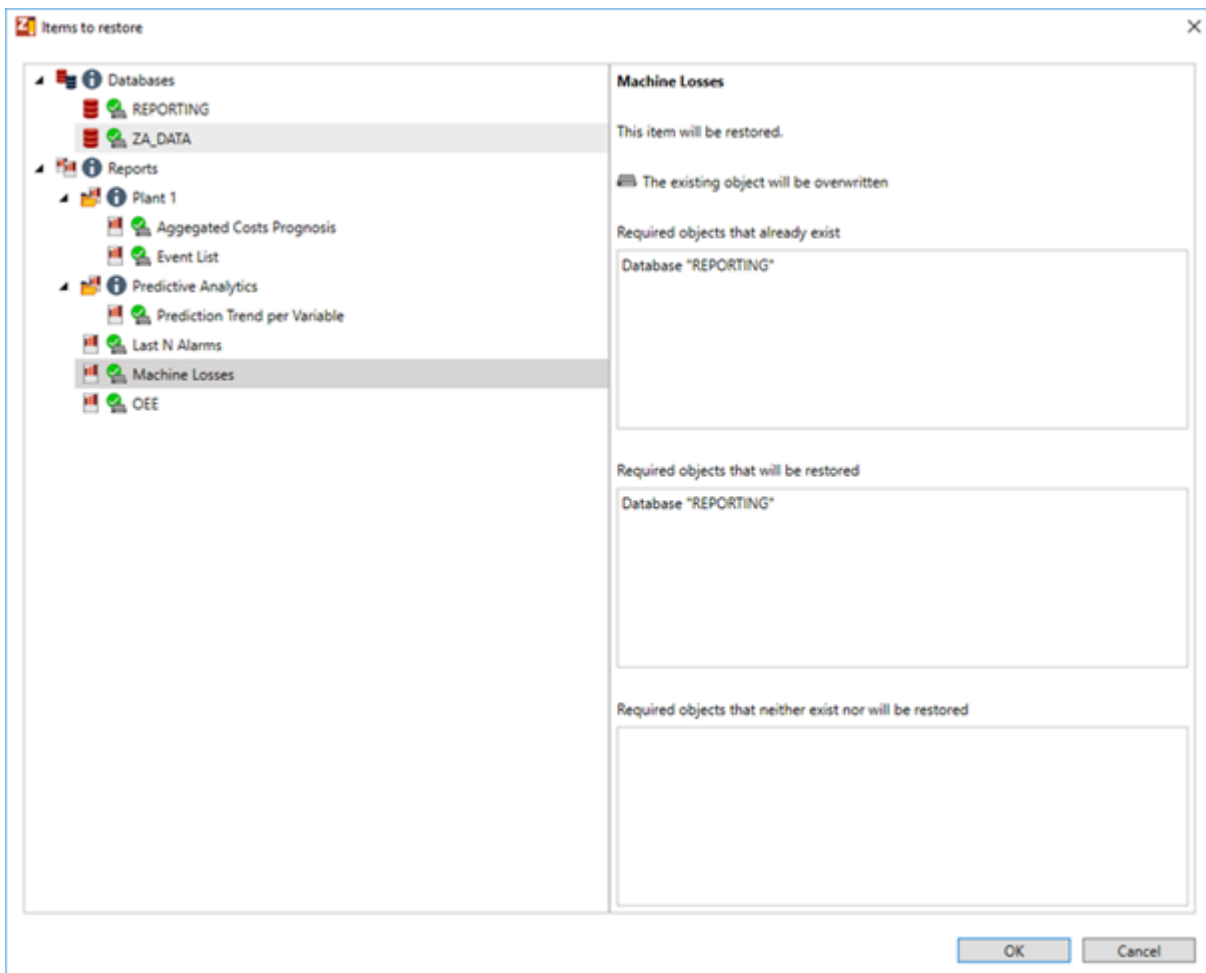 Items to restore
Databases
REPORTING
ZA_DATA
Reports
Plant 1
Aggegated Costs Prognosis
Event List
Predictive Analytics
Prediction Trend per Variable
Last N Alarms
Machine Losses
OEE
Machine Losses
This item will be restored.
The existing object will be overwritten
Required objects that already exist
Database "REPORTING"
Required objects that will be restored
Database "REPORTING"
Required objects that neither exist nor will be restored
OK
Cancel